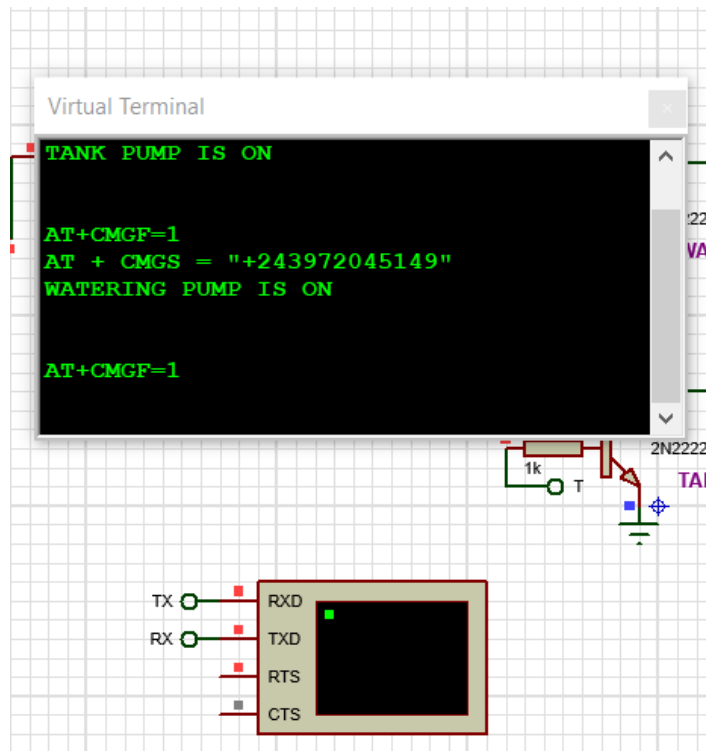 Virtual Terminal
TANK PUMP IS ON
AT+CMGF=1
AT + CMGS = "+243972045149"
WATERING PUMP IS ON
AT+CMGF=1
1k
T
2N2222
TX
RXD
RX
TXD
RTS
CTS